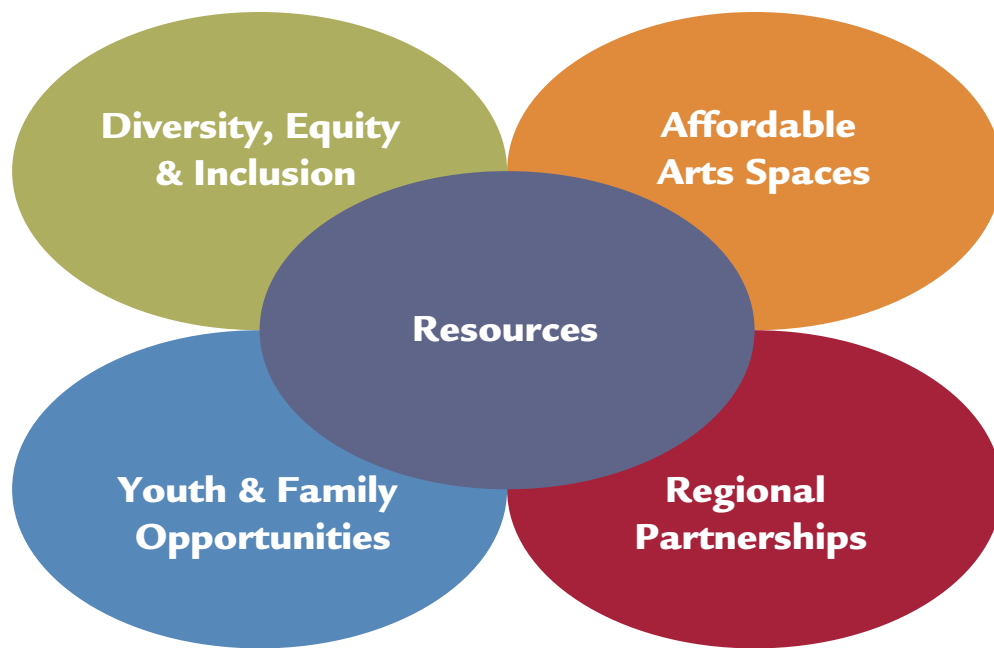 Diversity, Equity
& Inclusion
Affordable
Arts Spaces
Resources
Youth & Family
Opportunities
Regional
Partnerships